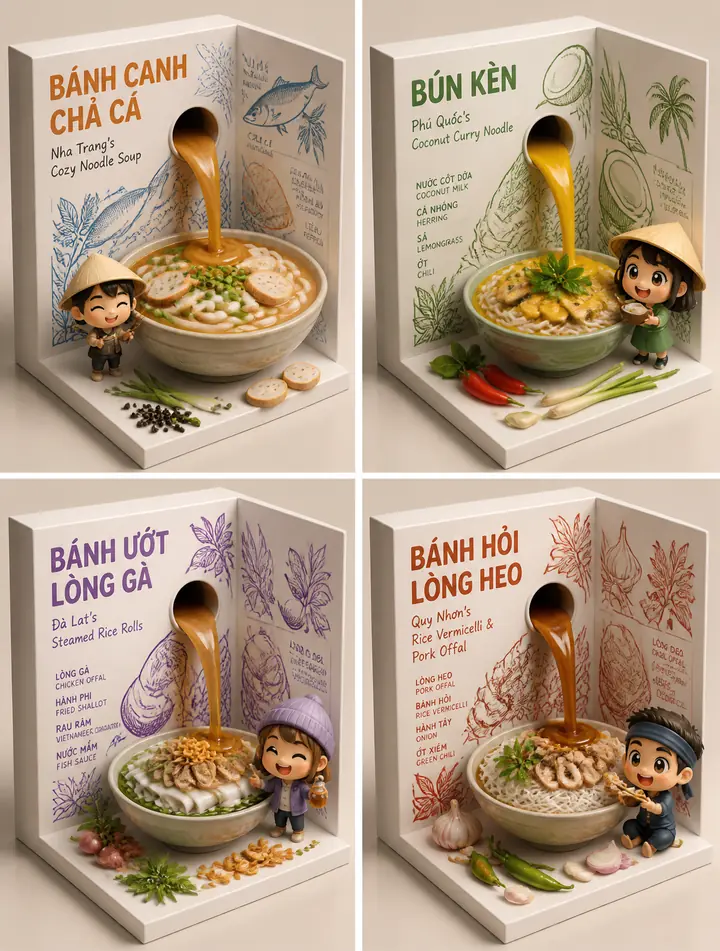 BÁNH CANH
CHẢ CÁ
Nha Trang's
Cozy Noodle Soup
BÚN KÈN
Phú Quốc's
Coconut Curry Noodle
NƯỚC CỐT DỪA
COCONUT MILK
CÁ NHỒNG
HERRING
SẢ
LEMONGRASS
ỚT
CHILI
BÁNH ƯỚT
LÒNG GÀ
Đà Lat's
Steamed Rice Rolls
LÒNG GÀ
CHICKEN OFFAL
HÀNH PHI
FRIED SHALLOT
RAU RĂM
NƯỚC MẮM
FISH SAUCE
BÁNH HỎI
LÒNG HEO
Quy Nhơn's
Rice Vermicelli &
Pork Offal
LÒNG HEO
PORK OFFAL
BÁNH HỎI
RICE VERMICELLI
HÀNH TÂY
ONION
ỚT XIÊM
GREEN CHILI